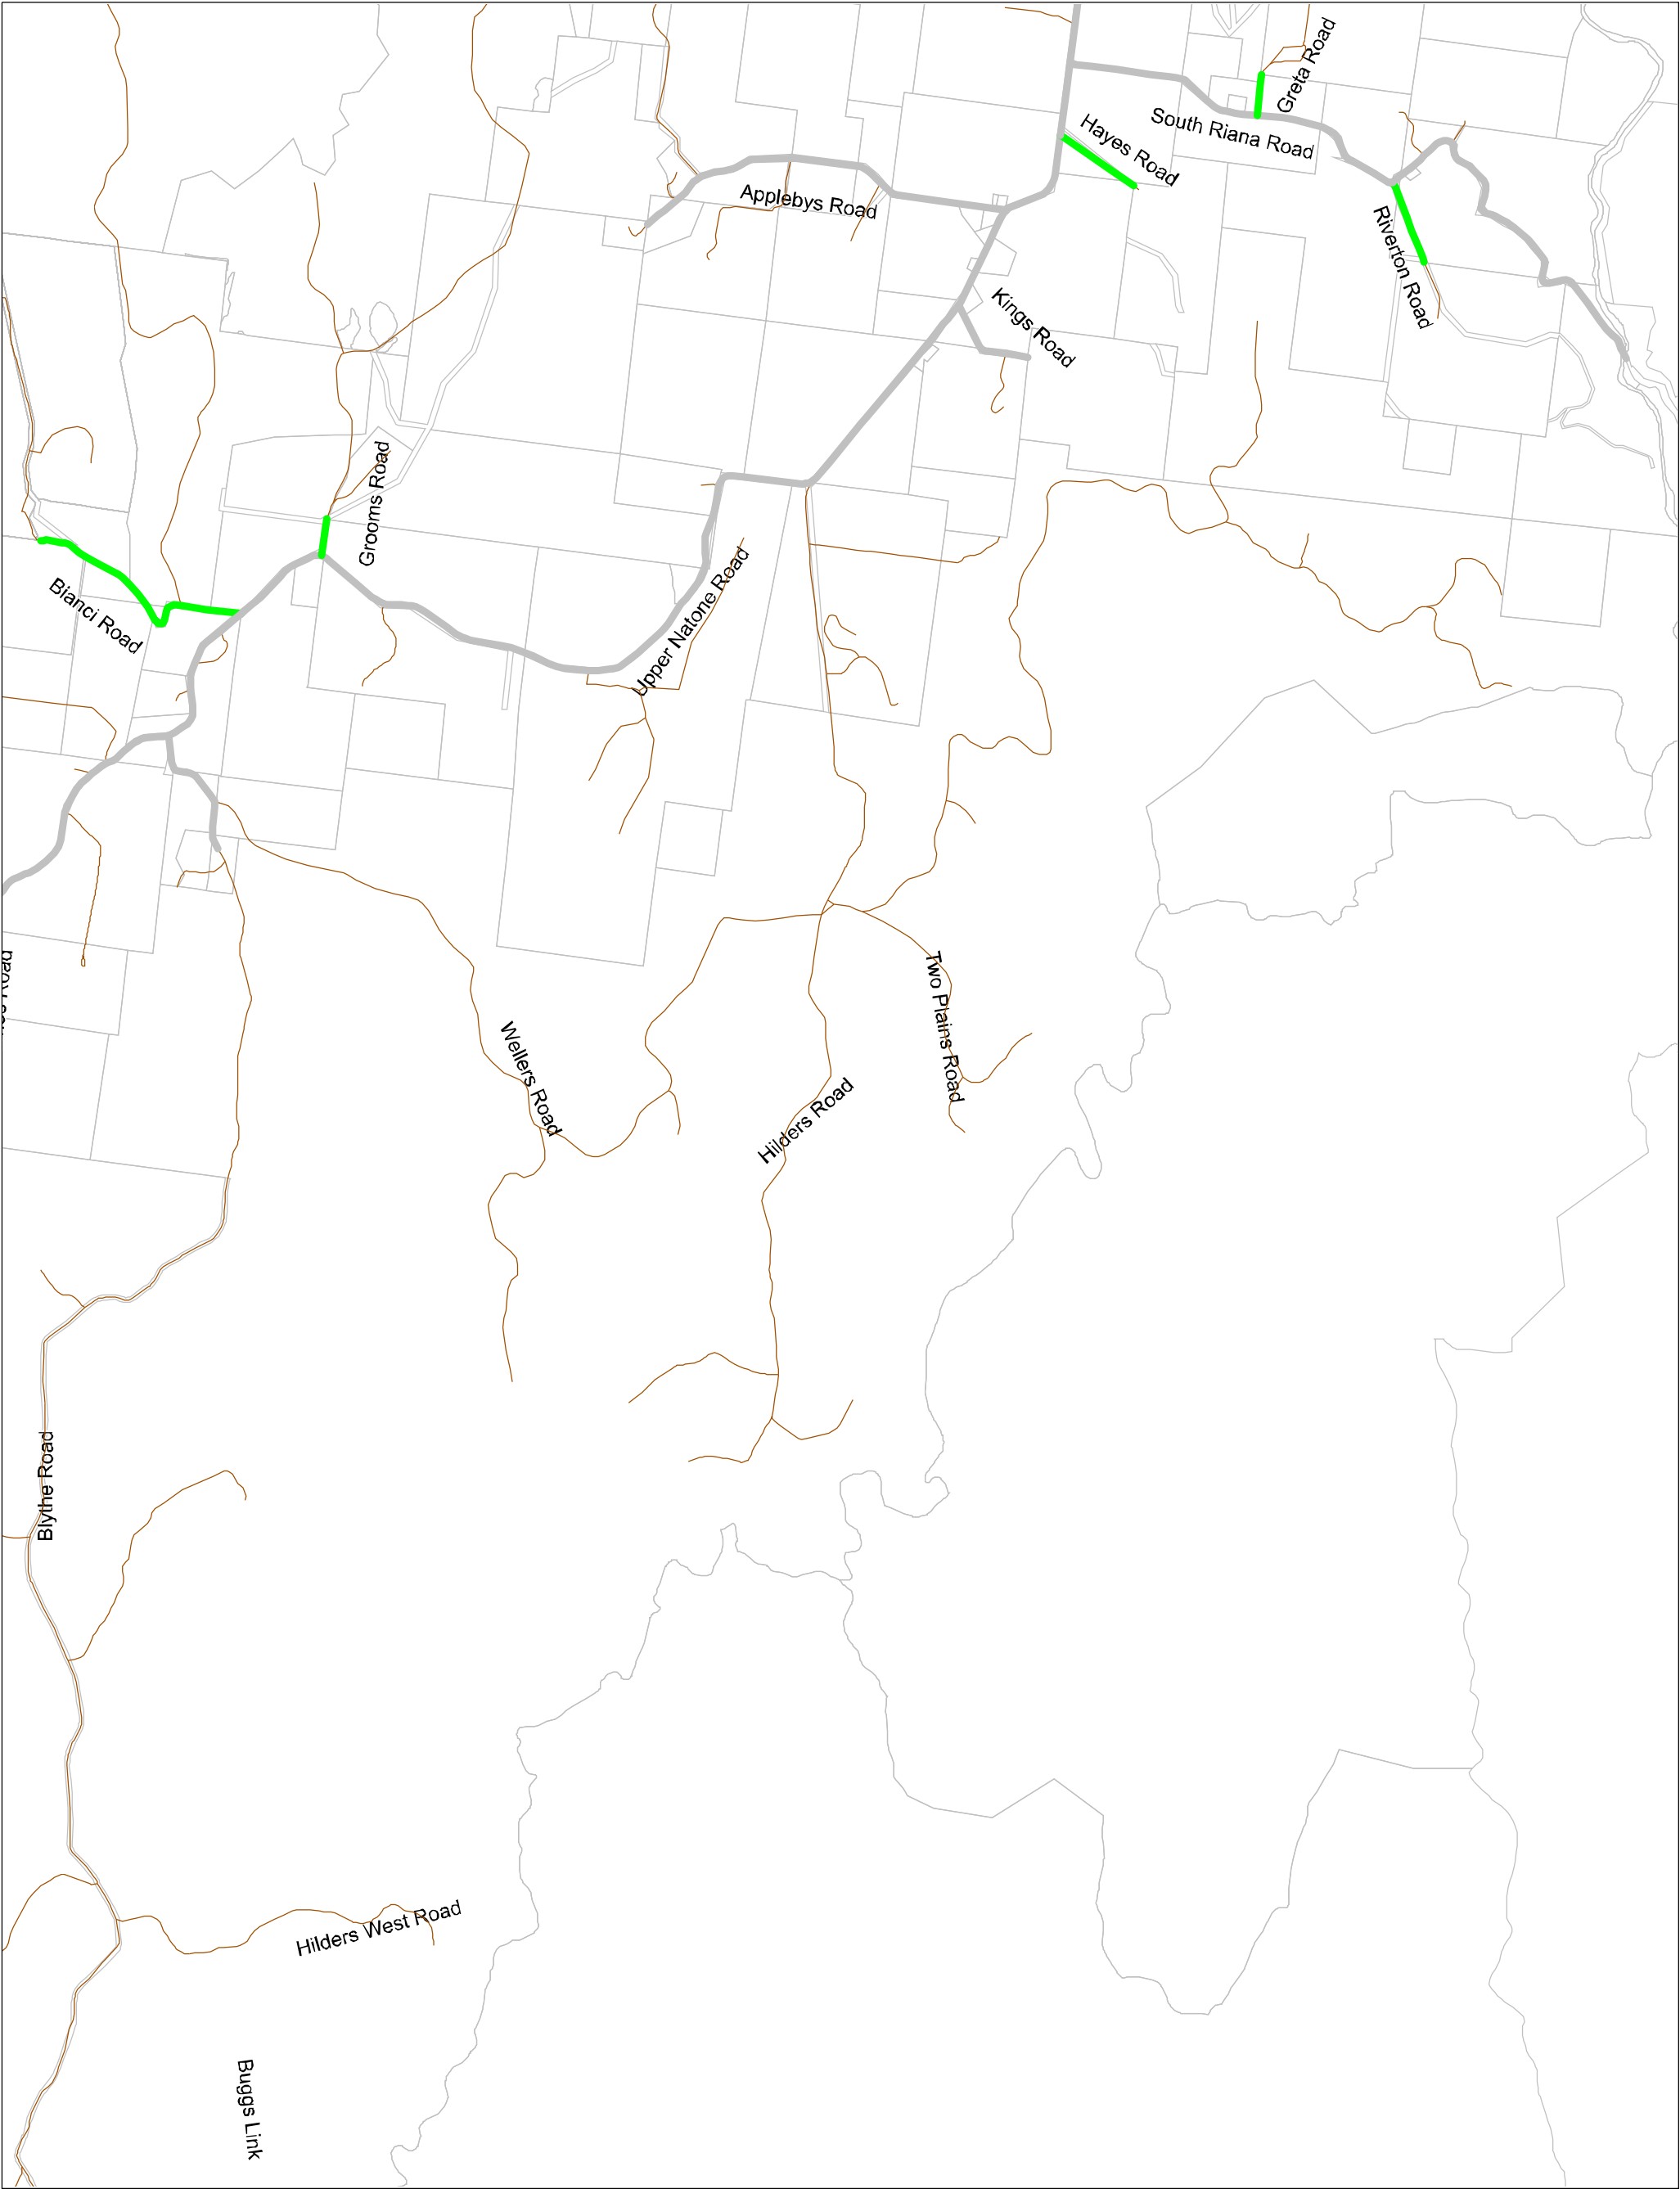 Greta Road
South Riana Road
Hayes Road
Applebys Road
Riverton Road
Kings Road
Grooms Road
Upper Natone Road
Bianci Road
Road
Two Plains Road
Wellers Road
Hilders Road
Blythe Road
Hilders West Road
Buggs Link